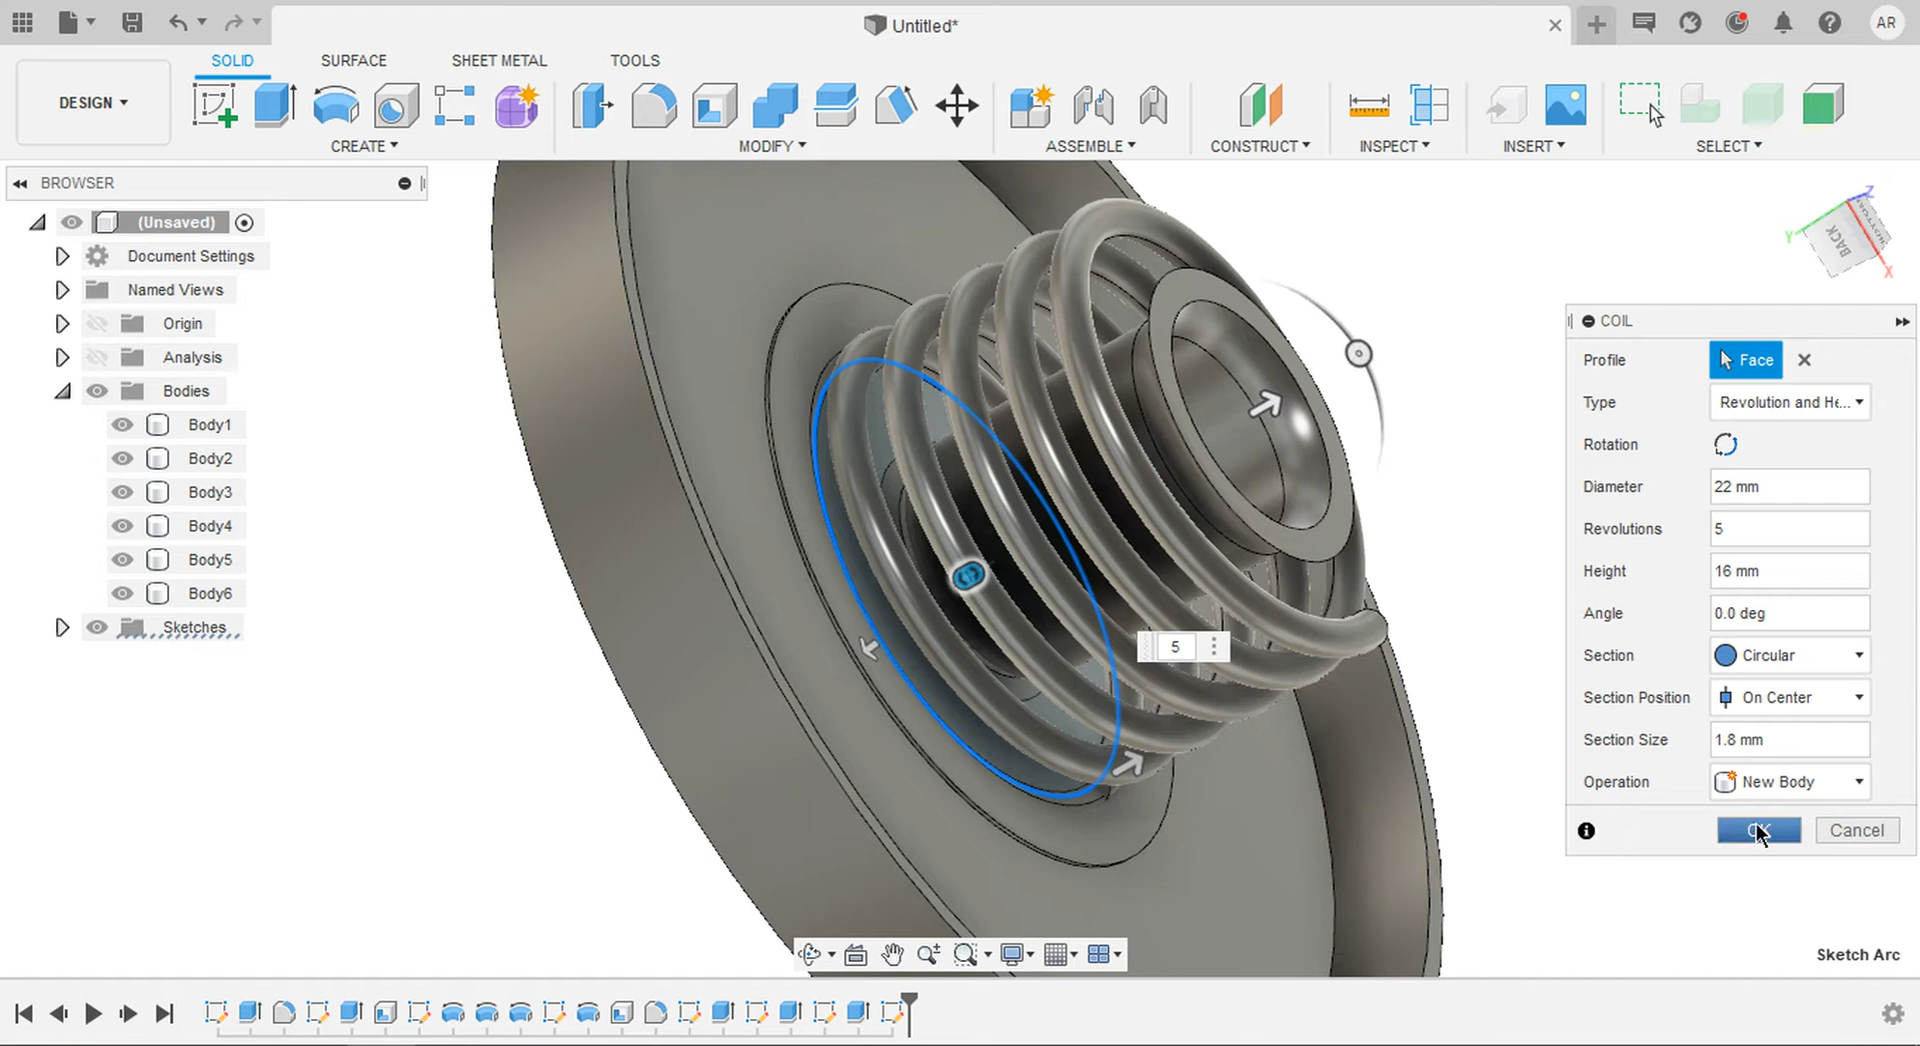 Untitled*
AR
DESIGN
SOLID
SURFACE
SHEET METAL
TOOLS
CREATE
MODIFY
ASSEMBLE
CONSTRUCT
INSPECT
INSERT
SELECT
BROWSER
(Unsaved)
Document Settings
Named Views
Origin
Analysis
Bodies
Body1
Body2
Body3
Body4
Body5
Body6
Sketches
Z
Y
X
BACK
BOTTOM
5
COIL
Profile Face
Type Revolution and He...
Rotation
Diameter 22 mm
Revolutions 5
Height 16 mm
Angle 0.0 deg
Section Circular
Section Position On Center
Section Size 1.8 mm
Operation New Body
OK Cancel
Sketch Arc